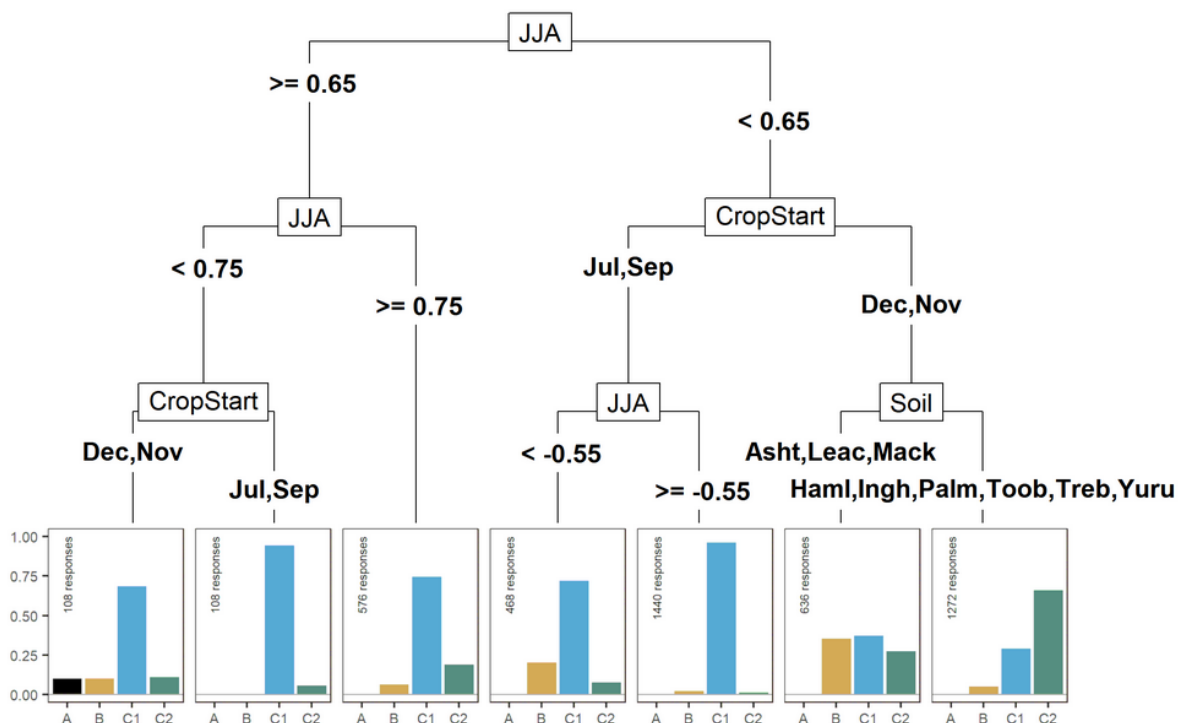 JJA
>= 0.65
< 0.65
JJA
CropStart
< 0.75
Jul,Sep
>= 0.75
Dec,Nov
CropStart
JJA
Soil
Dec,Nov
< -0.55
Asht,Leac,Mack
Jul,Sep
>= -0.55
Haml,Ingh,Palm,Toob,Treb,Yuru
1.00
0.75
0.50
0.25
0.00
108 responses
108 responses
576 responses
468 responses
1440 responses
636 responses
1272 responses
A B C1 C2
A B C1 C2
A B C1 C2
A B C1 C2
A B C1 C2
A B C1 C2
A B C1 C2